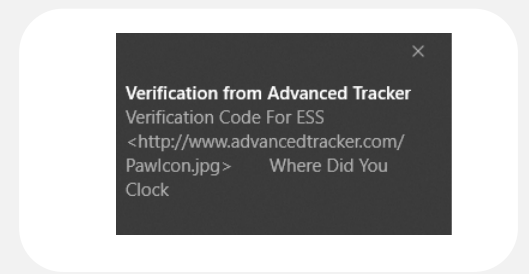 Verification from Advanced Tracker
Verification Code For ESS
<http://www.advancedtracker.com/
PawIcon.jpg> Where Did You
Clock